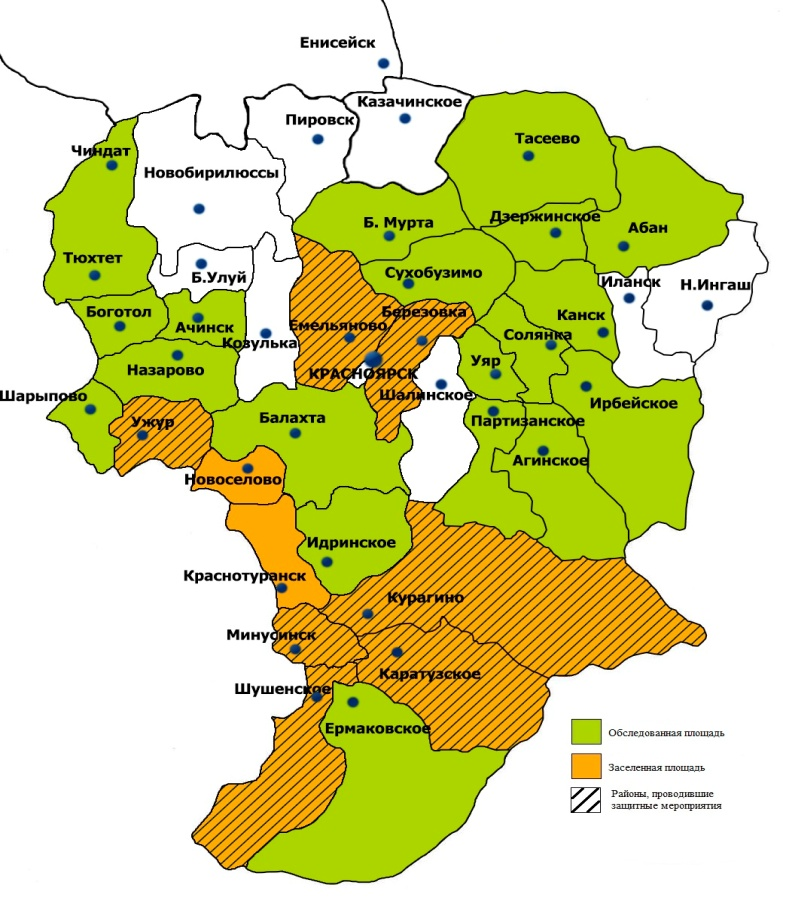 Енисейск
Казачинское
Пировск
Тасеево
Чиндат
Новобирилюссы
Дзержинское
Б. Мурта
Абан
Тюхтет
Сухобузимо
Б.Улуй
Иланск
Н.Ингаш
Боготол
Березовка
Канск
Ачинск
Емельяново
Солянка
Козулька
Уяр
Назарово
КРАСНОЯРСК
Шарыпово
Шалинское
Ирбейское
Ужур
Балахта
Партизанское
Агинское
Новоселово
Идринское
Краснотуранск
Курагино
Минусинск
Каратузское
Шушенское
Ермаковское
Обследованная площадь
Заселенная площадь
Районы, проводившие
защитные мероприятия